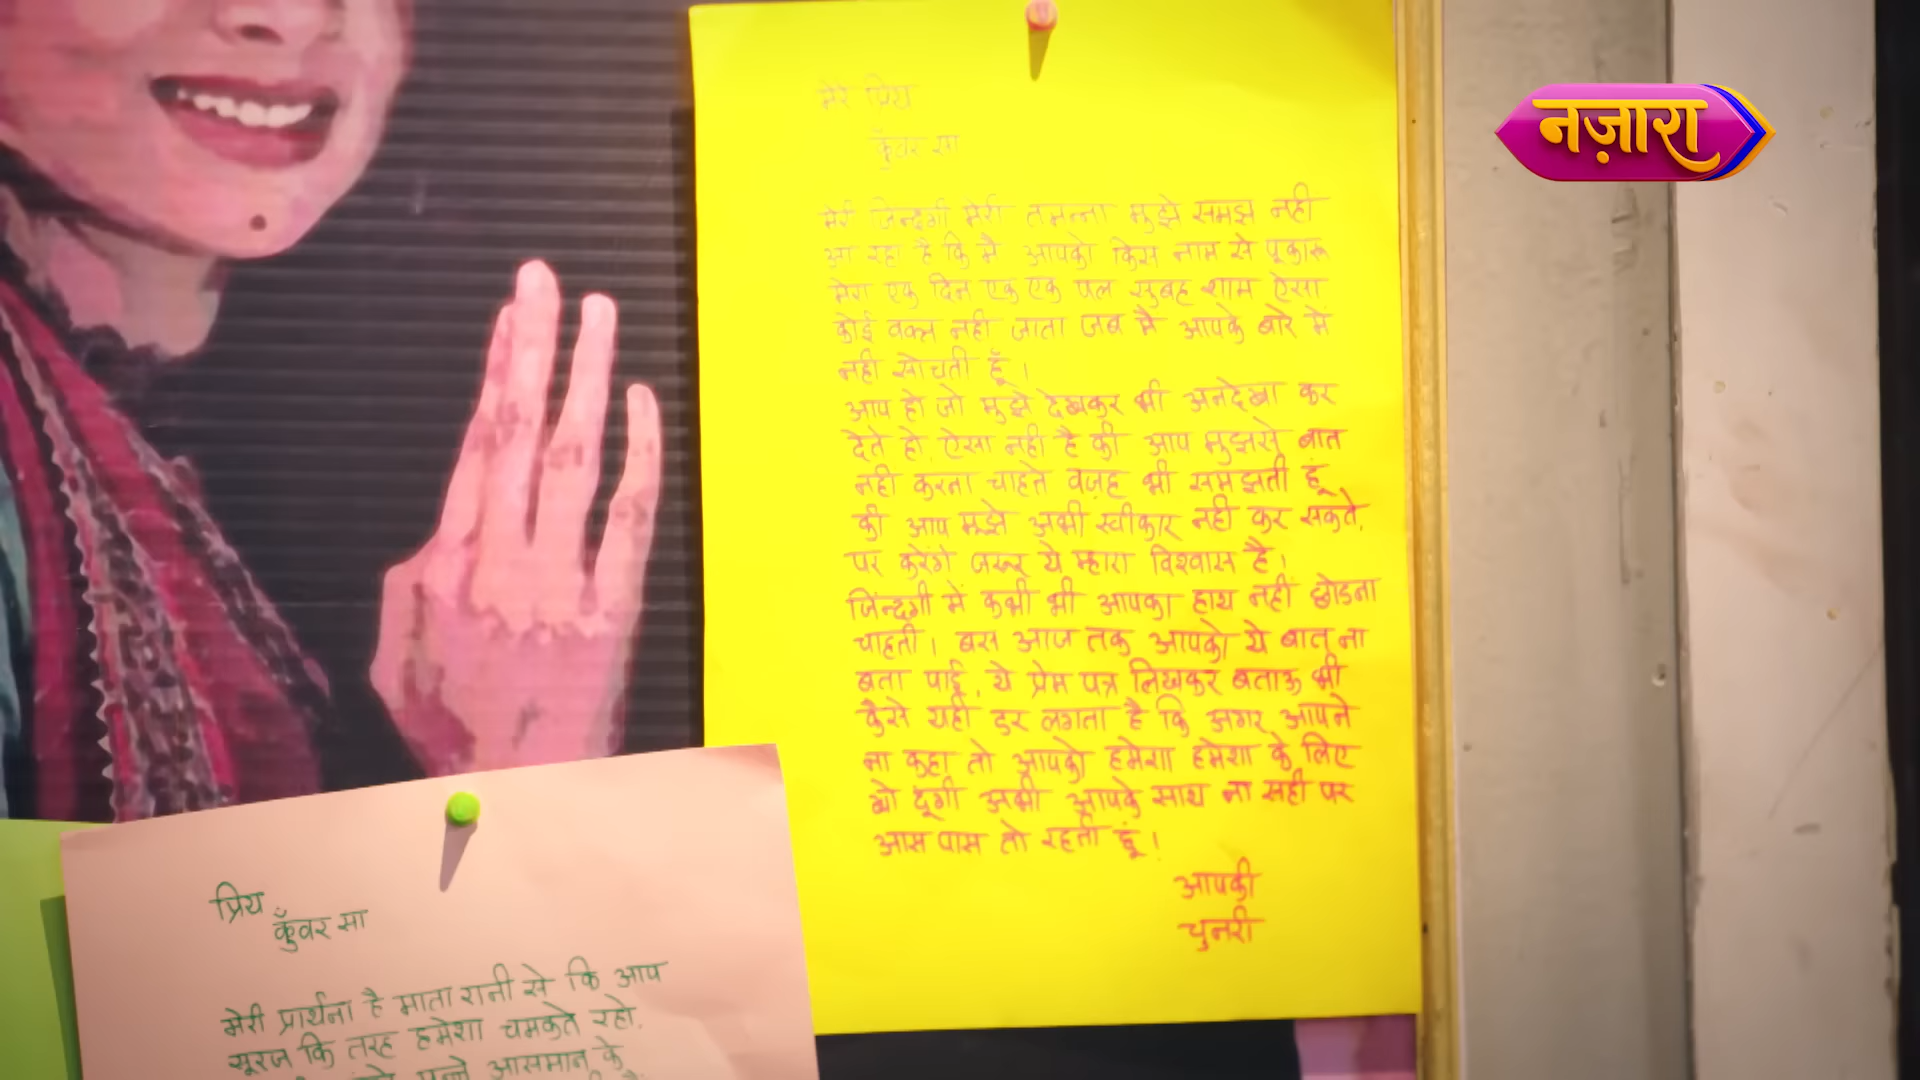 नज़ारा
मेरे प्रिय
कुँवर सा
मेरी जिन्दगी मेरी तमन्ना मुझे समझ नही
आ रहा है कि मै आपको किस नाम से पूकारू
मेरा एक दिन एक एक पल सुबह शाम ऐसा
कोई वक्त नही जाता जब मै आपके बारे मे
नही सोचती हूँ ।
आप हो जो मुझे देखकर भी अनदेखा कर
देते हो, ऐसा नही है की आप मुझसे बात
नही करना चाहते वजह भी समझती हूं,
की आप मुझे अभी स्वीकार नही कर सकते,
पर करेंगे जरूर ये म्हारा विश्वास है।
जिंन्दगी में कभी भी आपका हाथ नही छोडना
चाहती । बस आज तक आपको ये बात ना
बता पाई, ये प्रेम पत्र लिखकर बताऊ भी
कैसे यही डर लगता है कि अगर आपने
ना कहा तो आपको हमेशा हमेशा के लिए
खो दूगी अभी आपके साथ ना सही पर
आस पास तो रहती हूं ।
आपकी
चुनरी
प्रिय
कुँवर सा
मेरी प्रार्थना है माता रानी से कि आप
सूरज कि तरह हमेशा चमकते रहो,
आसमान के